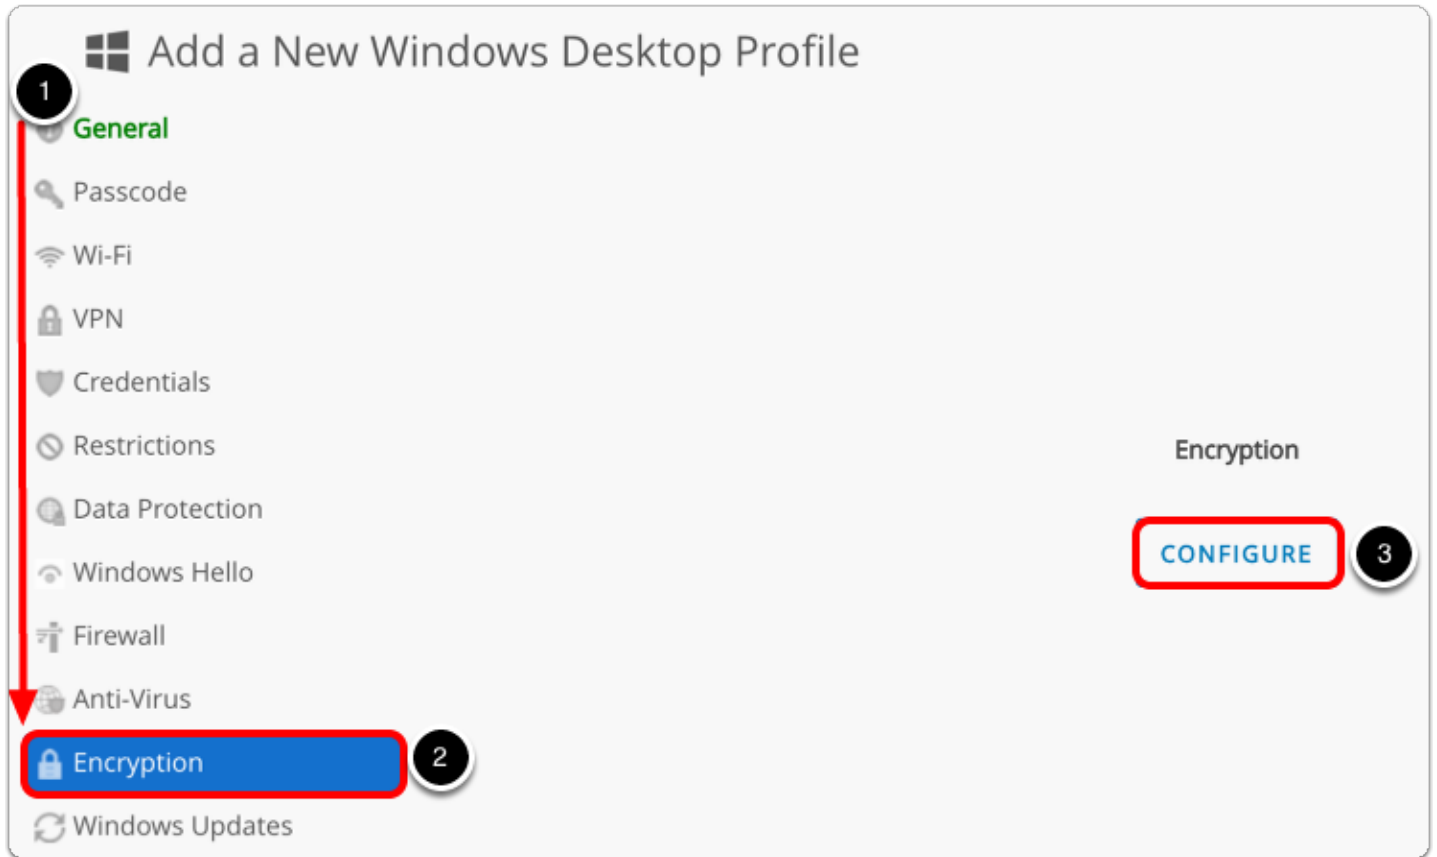 Add a New Windows Desktop Profile
1
General
Passcode
Wi-Fi
VPN
Credentials
Restrictions
Encryption
Data Protection
CONFIGURE
3
Windows Hello
Firewall
Anti-Virus
Encryption
2
Windows Updates